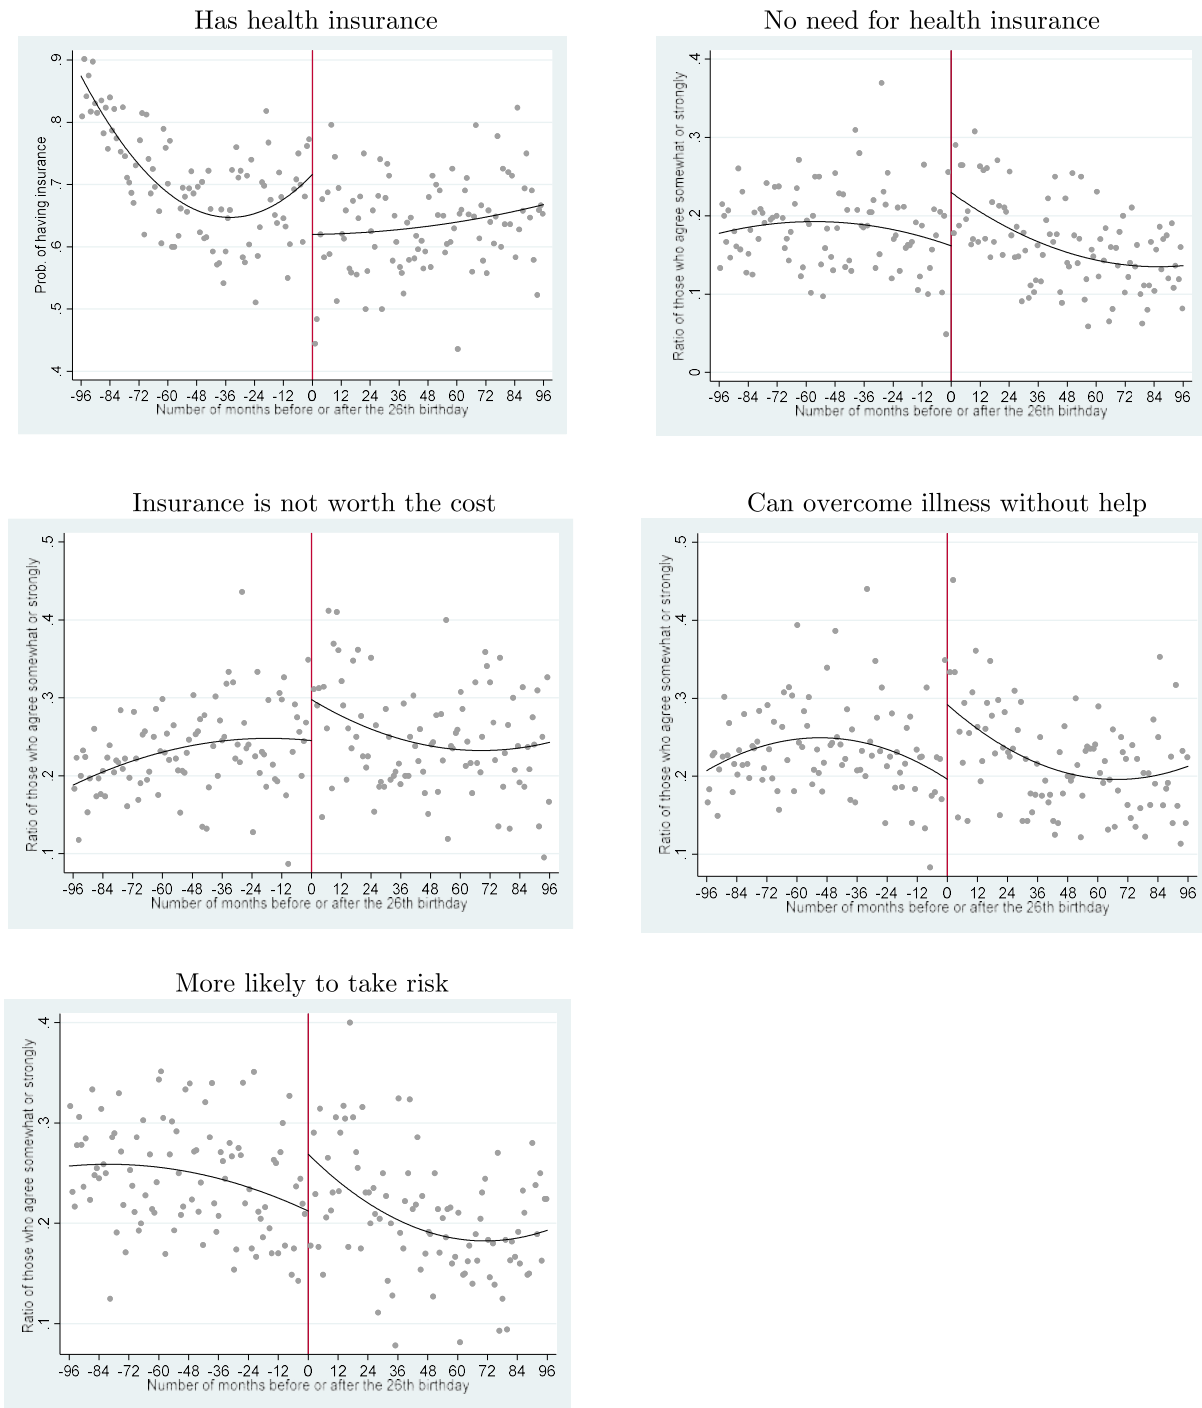 Has health insurance
Prob. of having insurance
.9
.8
.7
.6
.5
.4
-96 -84 -72 -60 -48 -36 -24 -12 0 12 24 36 48 60 72 84 96
Number of months before or after the 26th birthday
No need for health insurance
Ratio of those who agree somewhat or strongly
.4
.3
.2
.1
0
-96 -84 -72 -60 -48 -36 -24 -12 0 12 24 36 48 60 72 84 96
Number of months before or after the 26th birthday
Insurance is not worth the cost
Ratio of those who agree somewhat or strongly
.5
.4
.3
.2
.1
-96 -84 -72 -60 -48 -36 -24 -12 0 12 24 36 48 60 72 84 96
Number of months before or after the 26th birthday
Can overcome illness without help
Ratio of those who agree somewhat or strongly
.5
.4
.3
.2
.1
-96 -84 -72 -60 -48 -36 -24 -12 0 12 24 36 48 60 72 84 96
Number of months before or after the 26th birthday
More likely to take risk
Ratio of those who agree somewhat or strongly
.4
.3
.2
.1
-96 -84 -72 -60 -48 -36 -24 -12 0 12 24 36 48 60 72 84 96
Number of months before or after the 26th birthday